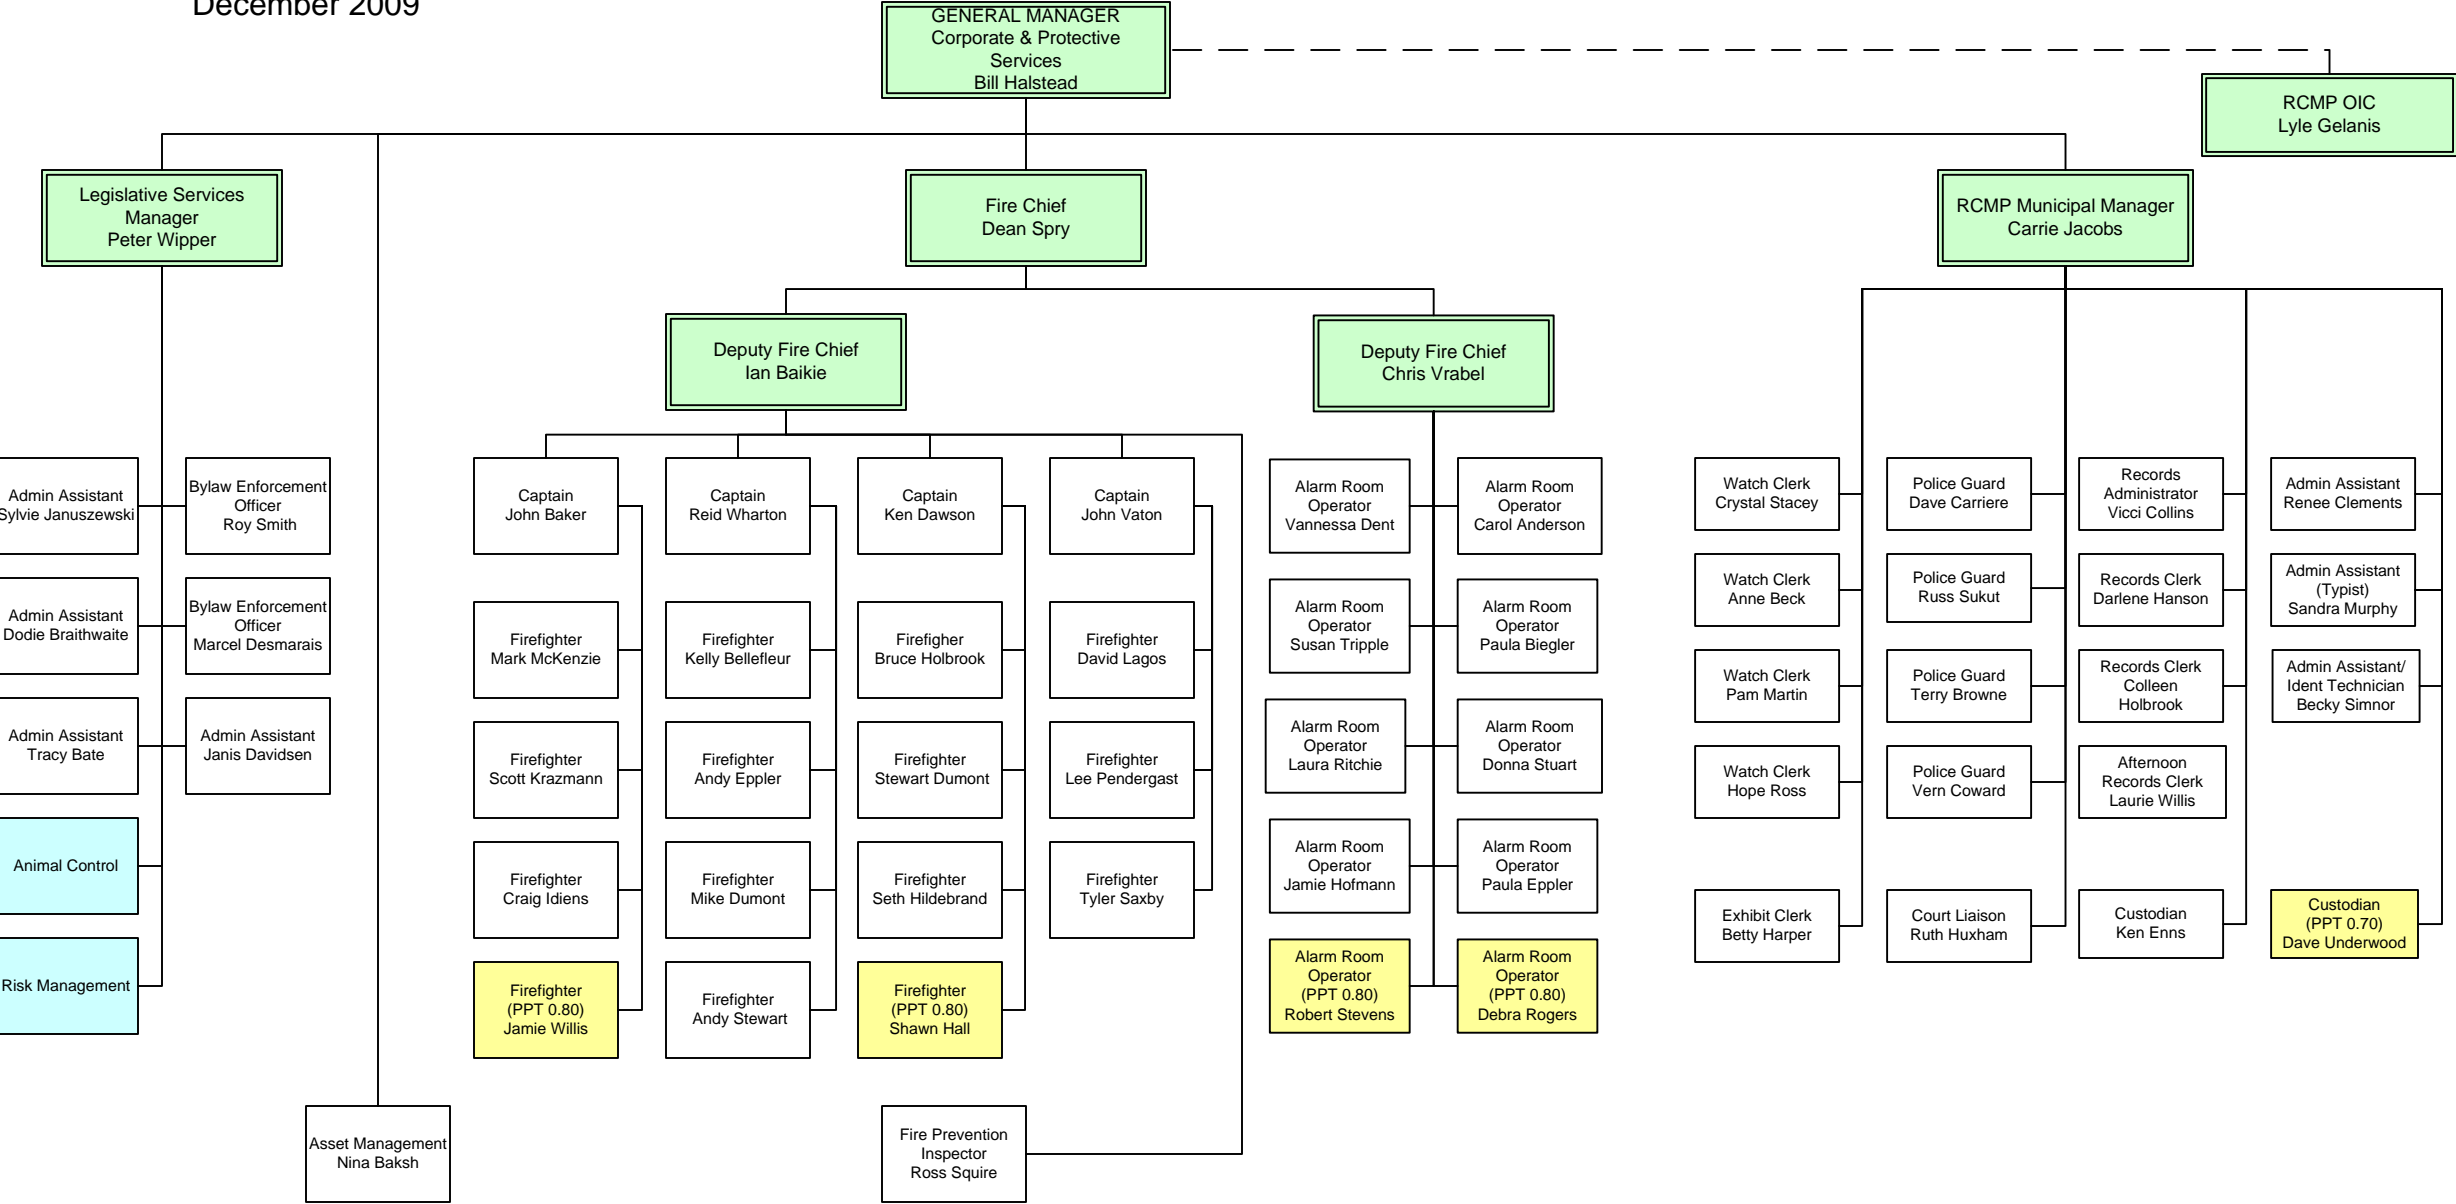 December 2009
GENERAL MANAGER
Corporate & Protective
Services
Bill Halstead
RCMP OIC
Lyle Gelanis
Legislative Services
Manager
Peter Wipper
Fire Chief
Dean Spry
RCMP Municipal Manager
Carrie Jacobs
Deputy Fire Chief
Ian Baikie
Deputy Fire Chief
Chris Vrabel
Admin Assistant
Sylvie Januszewski
Bylaw Enforcement
Officer
Roy Smith
Captain
John Baker
Captain
Reid Wharton
Captain
Ken Dawson
Captain
John Vaton
Alarm Room
Operator
Vannessa Dent
Alarm Room
Operator
Carol Anderson
Watch Clerk
Crystal Stacey
Police Guard
Dave Carriere
Records
Administrator
Vicci Collins
Admin Assistant
Renee Clements
Admin Assistant
Dodie Braithwaite
Bylaw Enforcement
Officer
Marcel Desmarais
Firefighter
Mark McKenzie
Firefighter
Kelly Bellefleur
Firefigher
Bruce Holbrook
Firefighter
David Lagos
Alarm Room
Operator
Susan Tripple
Alarm Room
Operator
Paula Biegler
Watch Clerk
Anne Beck
Police Guard
Russ Sukut
Records Clerk
Darlene Hanson
Admin Assistant
(Typist)
Sandra Murphy
Admin Assistant
Tracy Bate
Admin Assistant
Janis Davidsen
Firefighter
Scott Krazmann
Firefighter
Andy Eppler
Firefighter
Stewart Dumont
Firefighter
Lee Pendergast
Alarm Room
Operator
Laura Ritchie
Alarm Room
Operator
Donna Stuart
Watch Clerk
Pam Martin
Police Guard
Terry Browne
Records Clerk
Colleen
Holbrook
Admin Assistant/
Ident Technician
Becky Simnor
Watch Clerk
Hope Ross
Police Guard
Vern Coward
Afternoon
Records Clerk
Laurie Willis
Animal Control
Firefighter
Craig Idiens
Firefighter
Mike Dumont
Firefighter
Seth Hildebrand
Firefighter
Tyler Saxby
Alarm Room
Operator
Jamie Hofmann
Alarm Room
Operator
Paula Eppler
Exhibit Clerk
Betty Harper
Court Liaison
Ruth Huxham
Custodian
Ken Enns
Custodian
(PPT 0.70)
Dave Underwood
Risk Management
Firefighter
(PPT 0.80)
Jamie Willis
Firefighter
Andy Stewart
Firefighter
(PPT 0.80)
Shawn Hall
Alarm Room
Operator
(PPT 0.80)
Robert Stevens
Alarm Room
Operator
(PPT 0.80)
Debra Rogers
Asset Management
Nina Baksh
Fire Prevention
Inspector
Ross Squire